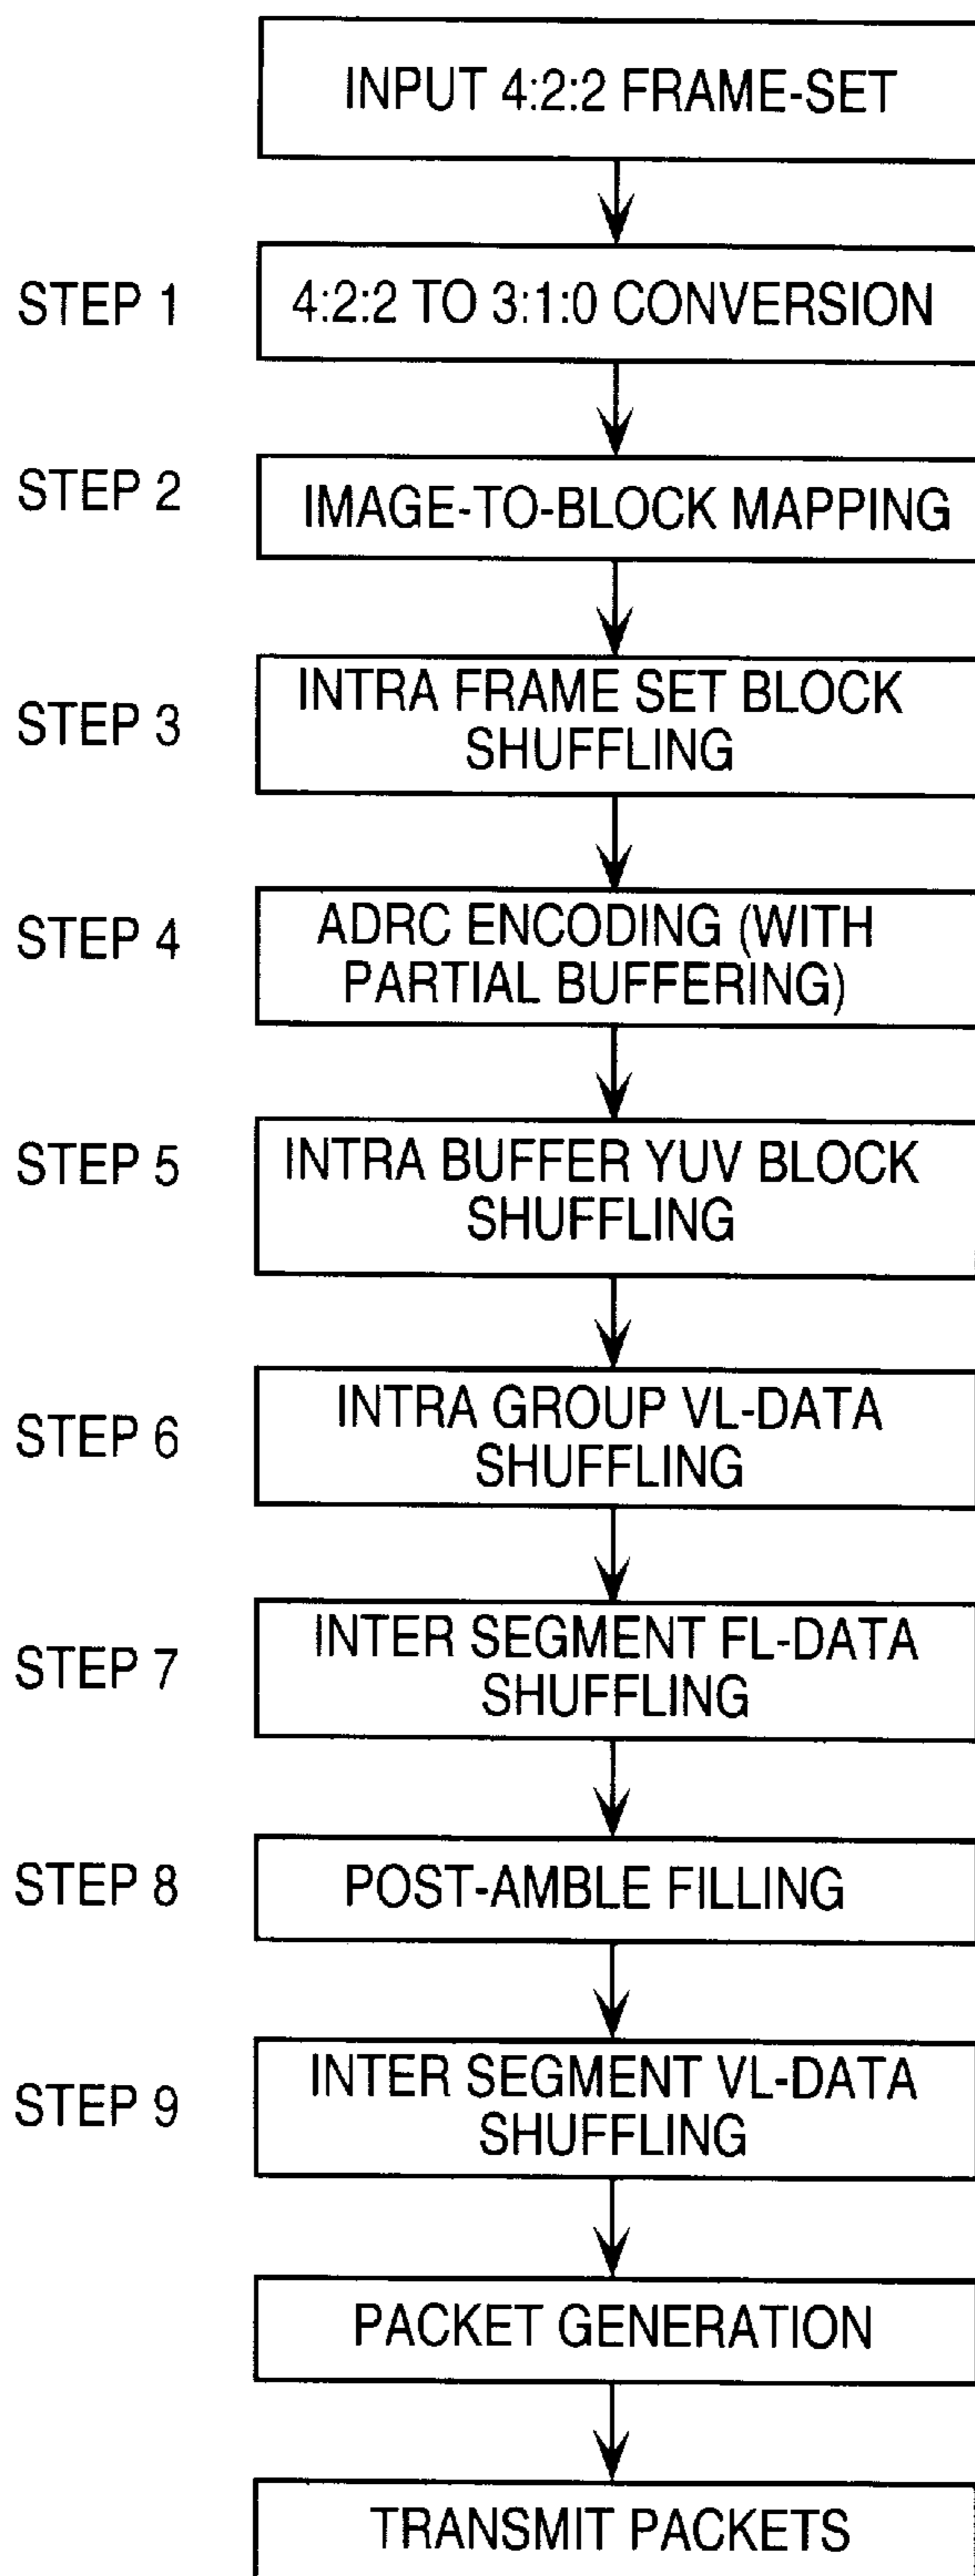 INPUT 4:2:2 FRAME-SET
STEP 1
4:2:2 TO 3:1:0 CONVERSION
STEP 2
IMAGE-TO-BLOCK MAPPING
STEP 3
INTRA FRAME SET BLOCK
SHUFFLING
STEP 4
ADRC ENCODING (WITH
PARTIAL BUFFERING)
STEP 5
INTRA BUFFER YUV BLOCK
SHUFFLING
STEP 6
INTRA GROUP VL-DATA
SHUFFLING
STEP 7
INTER SEGMENT FL-DATA
SHUFFLING
STEP 8
POST-AMBLE FILLING
STEP 9
INTER SEGMENT VL-DATA
SHUFFLING
PACKET GENERATION
TRANSMIT PACKETS